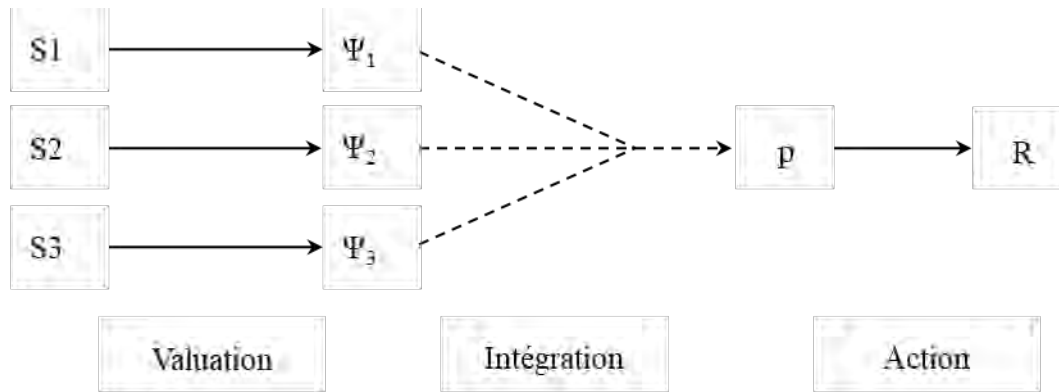 S1 Ψ₁
S2 Ψ₂ p R
S3 Ψ₃
Valuation Intégration Action